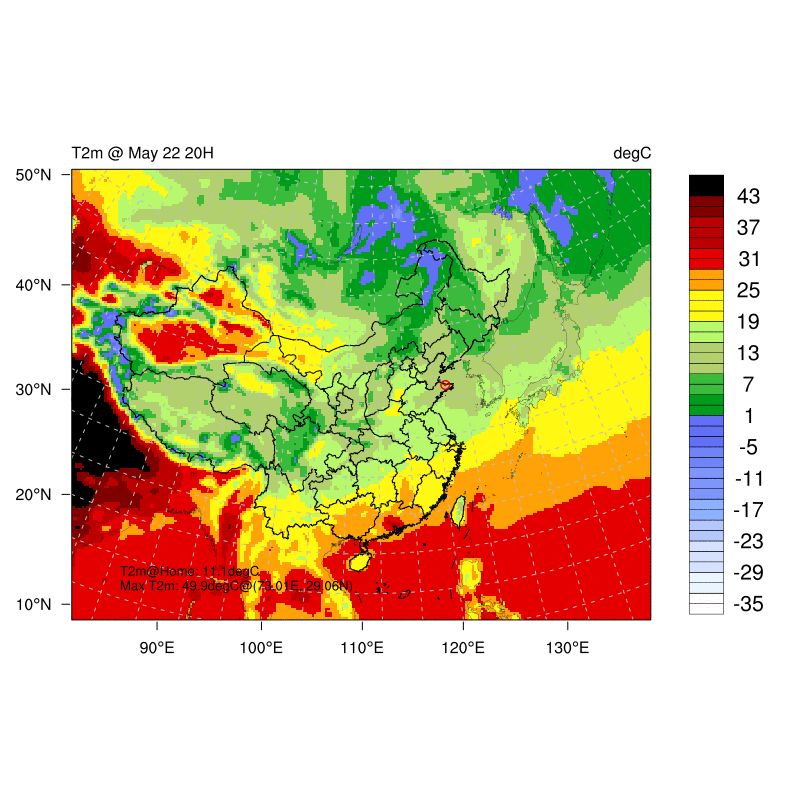 T2m @ May 22 20H degC
50°N
40°N
30°N
20°N
10°N
90°E 100°E 110°E 120°E 130°E
43
37
31
25
19
13
7
1
-5
-11
-17
-23
-29
-35
T2m@Home: 11.1degC
Max T2m: 49.9degC@(73.01E, 29.06N)